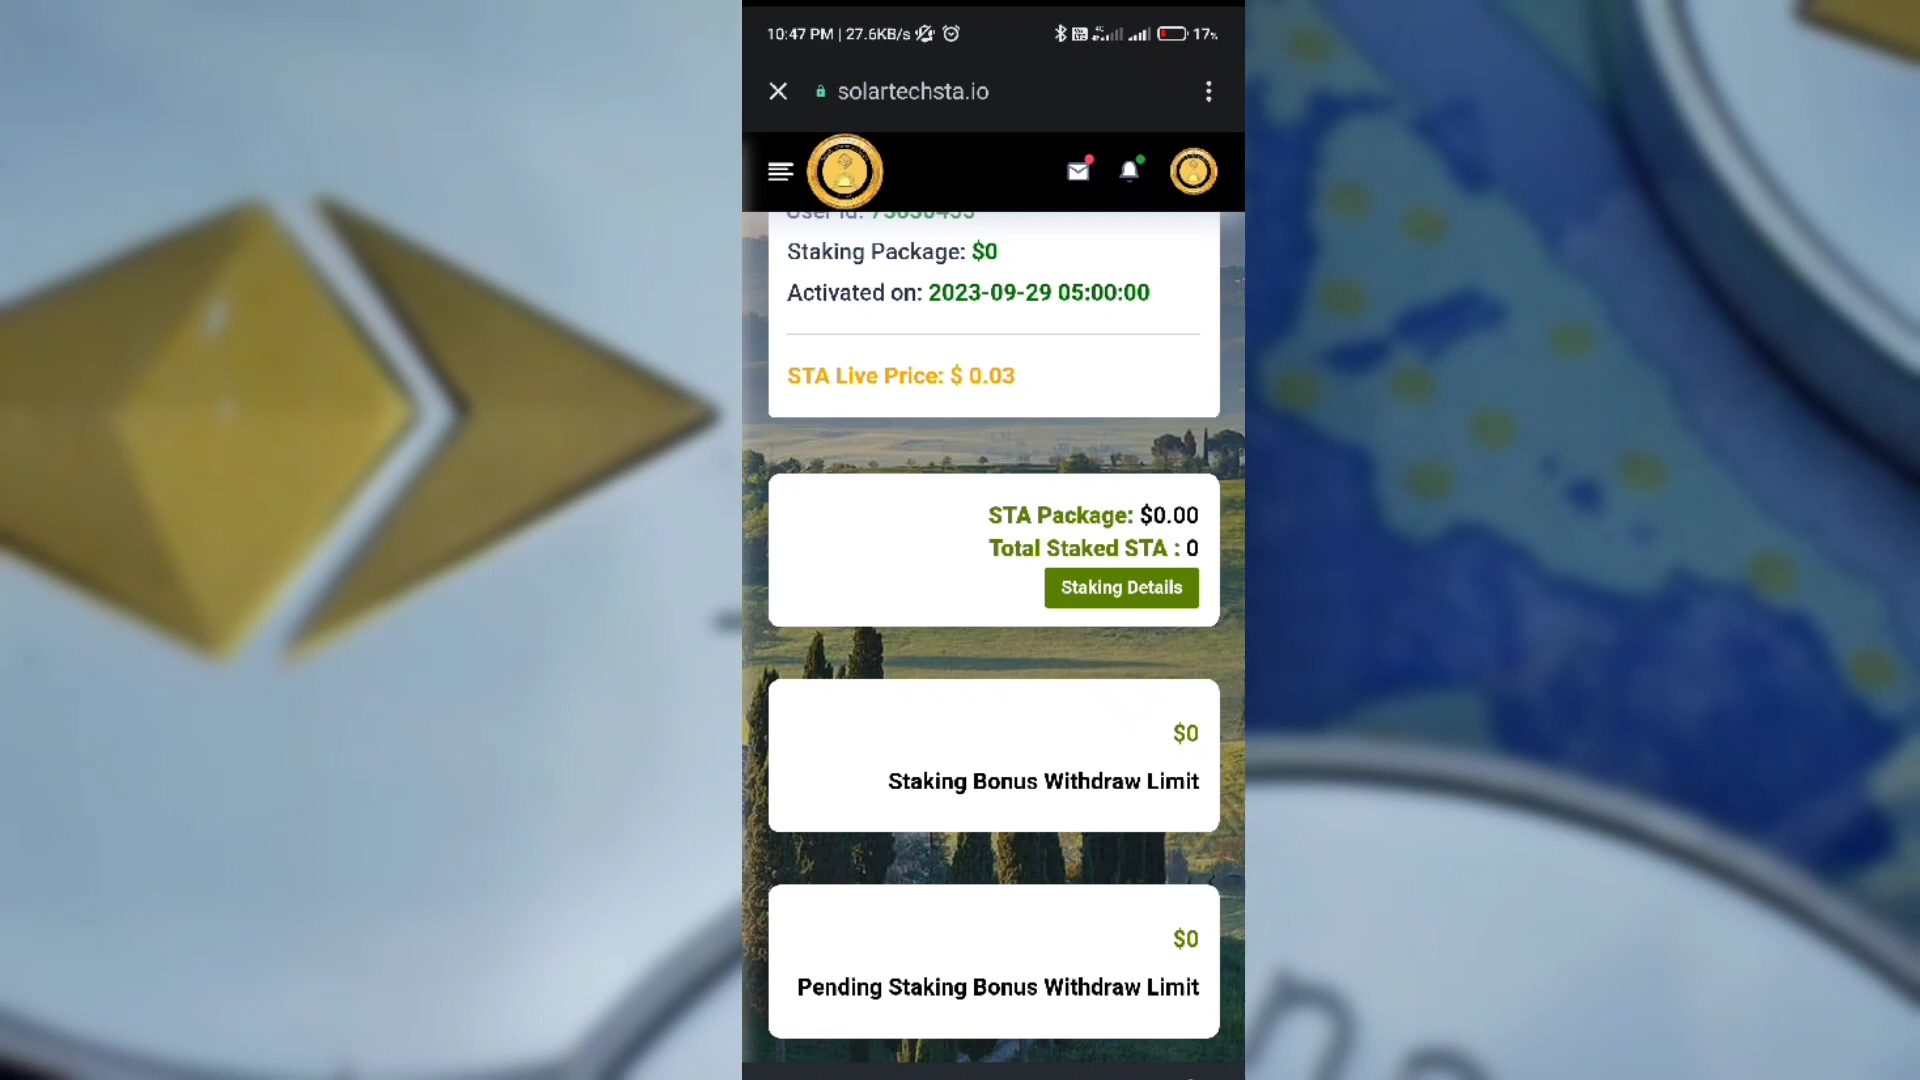 10:47 PM | 27.6KB/s
17%
solartechsta.io
Staking Package: $0
Activated on: 2023-09-29 05:00:00
STA Live Price: $ 0.03
STA Package: $0.00
Total Staked STA : 0
Staking Details
$0
Staking Bonus Withdraw Limit
$0
Pending Staking Bonus Withdraw Limit